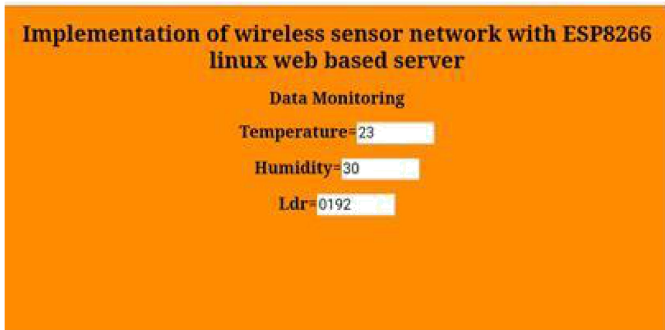 Implementation of wireless sensor network with ESP8266
linux web based server
Data Monitoring
Temperature=23
Humidity=30
Ldr=0192